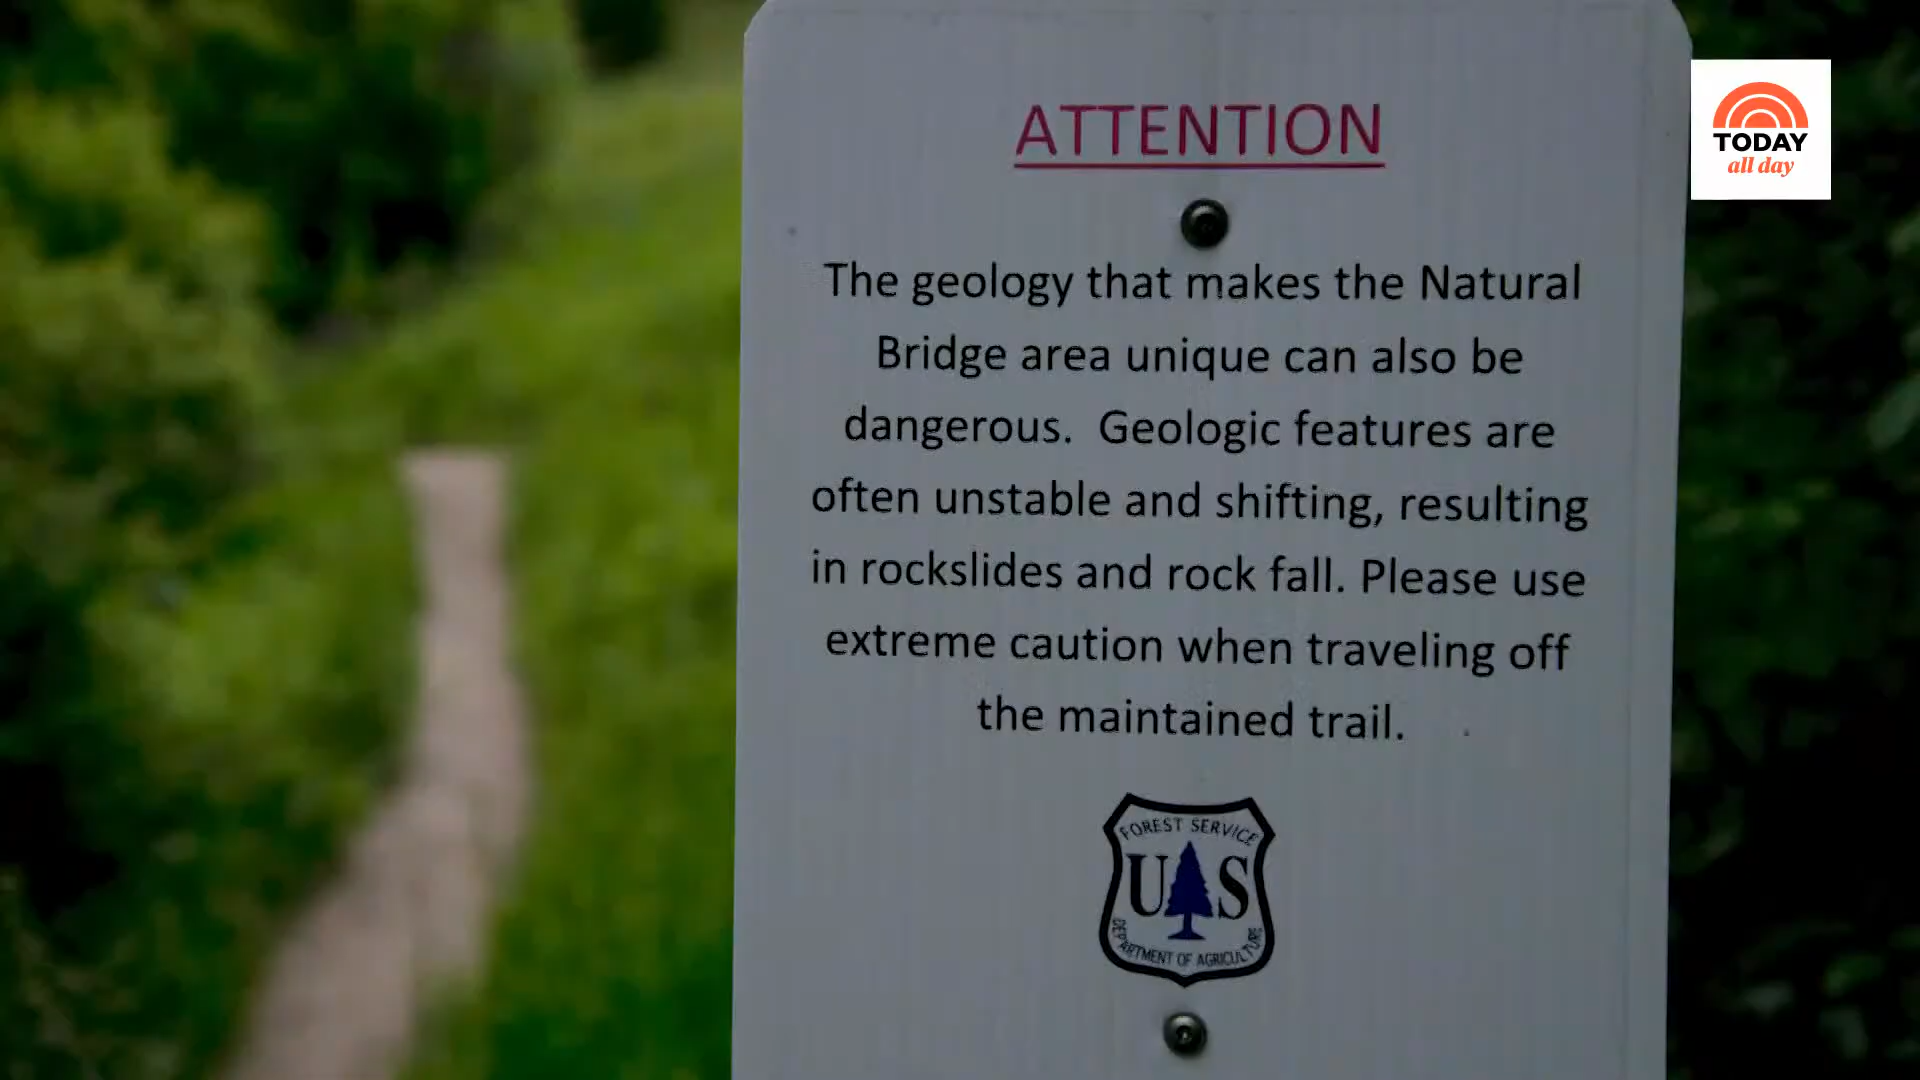 ATTENTION
TODAY
all day
The geology that makes the Natural
Bridge area unique can also be
dangerous.  Geologic features are
often unstable and shifting, resulting
in rockslides and rock fall. Please use
extreme caution when traveling off
the maintained trail.
FOREST SERVICE
U S
DEPARTMENT OF AGRICULTURE